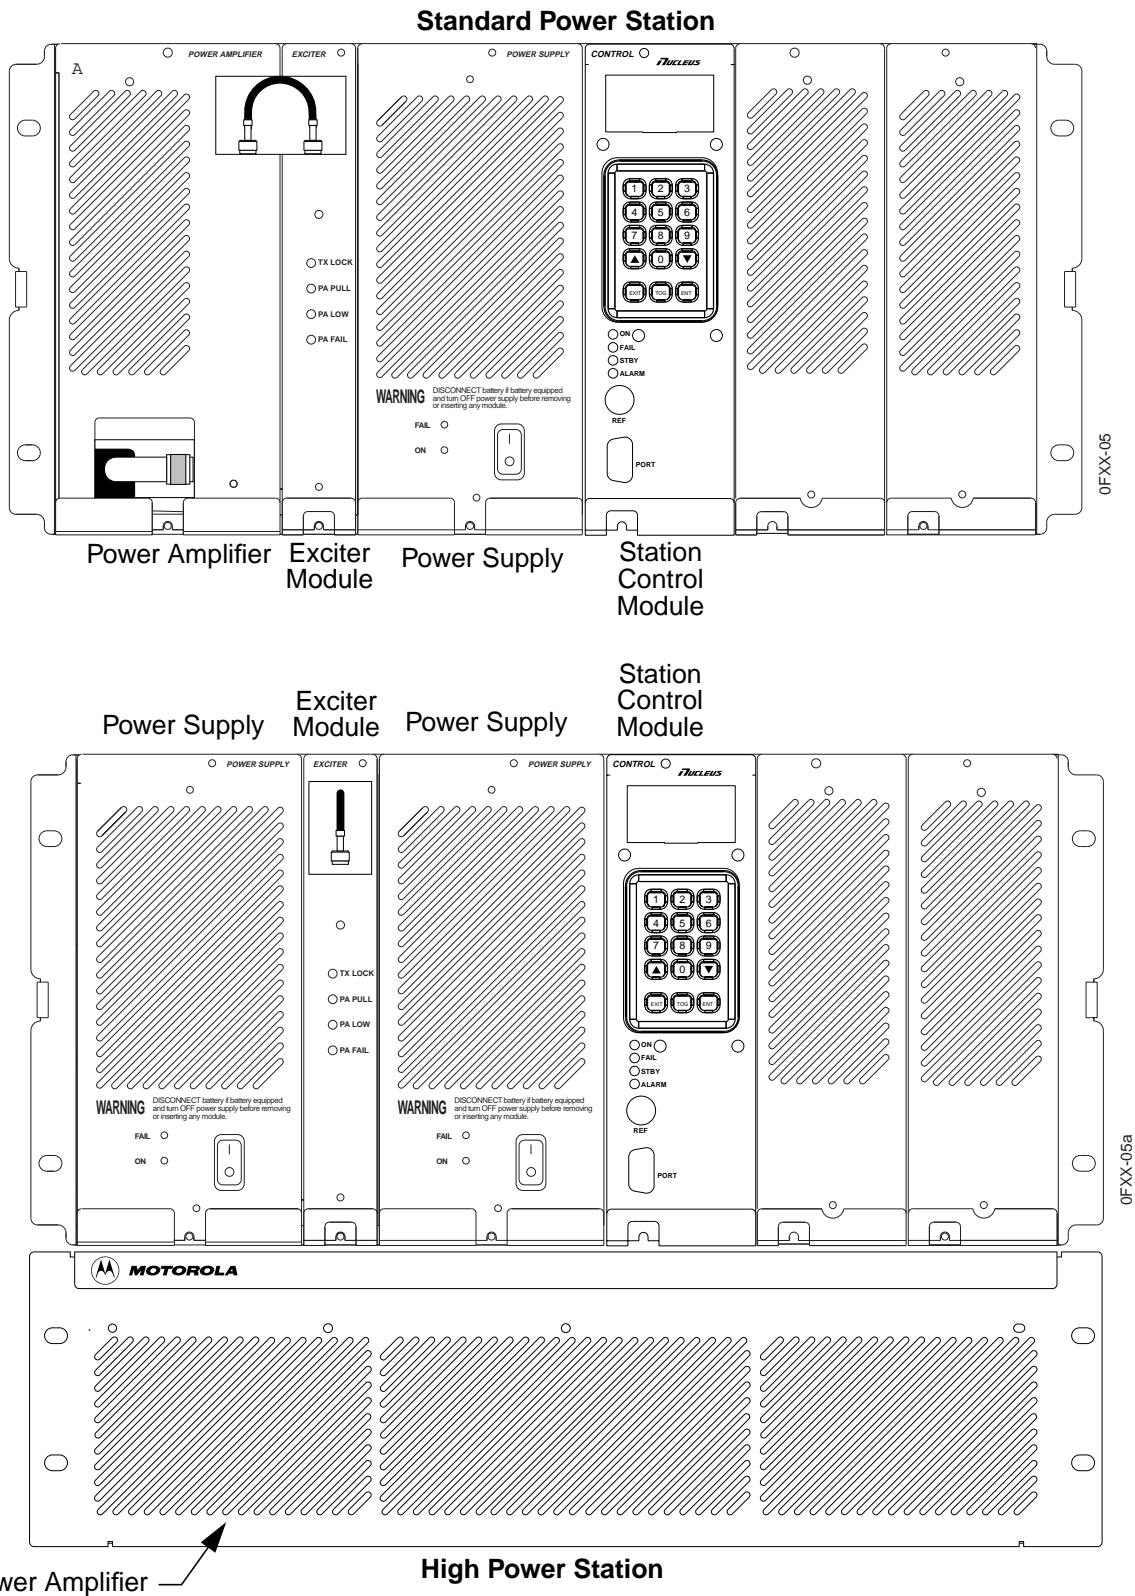 Standard Power Station
POWER AMPLIFIER
EXCITER
POWER SUPPLY
CONTROL
NUCLEUS
A
1 2 3
4 5 6
7 8 9
▲ 0 ▼
EXIT TOG ENT
TX LOCK
PA PULL
PA LOW
PA FAIL
ON
FAIL
STBY
ALARM
REF
PORT
WARNING
DISCONNECT battery if battery equipped
and turn OFF power supply before removing
or inserting any module.
FAIL
ON
0FXX-05
Power Amplifier
Exciter
Module
Power Supply
Station
Control
Module
Power Supply
Exciter
Module
Power Supply
Station
Control
Module
POWER SUPPLY
EXCITER
POWER SUPPLY
CONTROL
NUCLEUS
1 2 3
4 5 6
7 8 9
▲ 0 ▼
EXIT TOG ENT
TX LOCK
PA PULL
PA LOW
PA FAIL
ON
FAIL
STBY
ALARM
REF
PORT
WARNING
DISCONNECT battery if battery equipped
and turn OFF power supply before removing
or inserting any module.
FAIL
ON
WARNING
DISCONNECT battery if battery equipped
and turn OFF power supply before removing
or inserting any module.
FAIL
ON
0FXX-05a
MOTOROLA
High Power Station
wer Amplifier